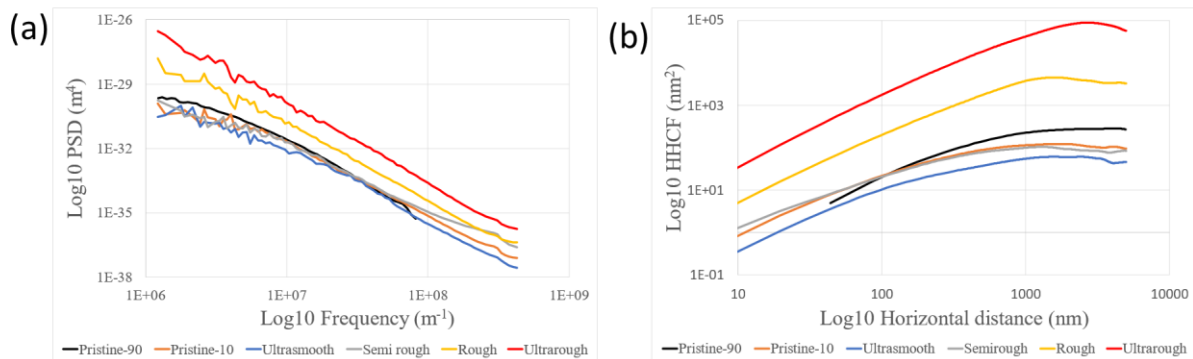 (a)
1E-26
1E-29
1E-32
1E-35
1E-38
Log10 PSD (m⁴)
1E+06 1E+07 1E+08 1E+09
Log10 Frequency (m⁻¹)
Pristine-90 Pristine-10 Ultrasmooth Semi rough Rough Ultrarough
(b)
1E+05
1E+03
1E+01
1E-01
Log10 HHCF (nm²)
10 100 1000 10000
Log10 Horizontal distance (nm)
Pristine-90 Pristine-10 Ultrasmooth Semirough Rough Ultrarough